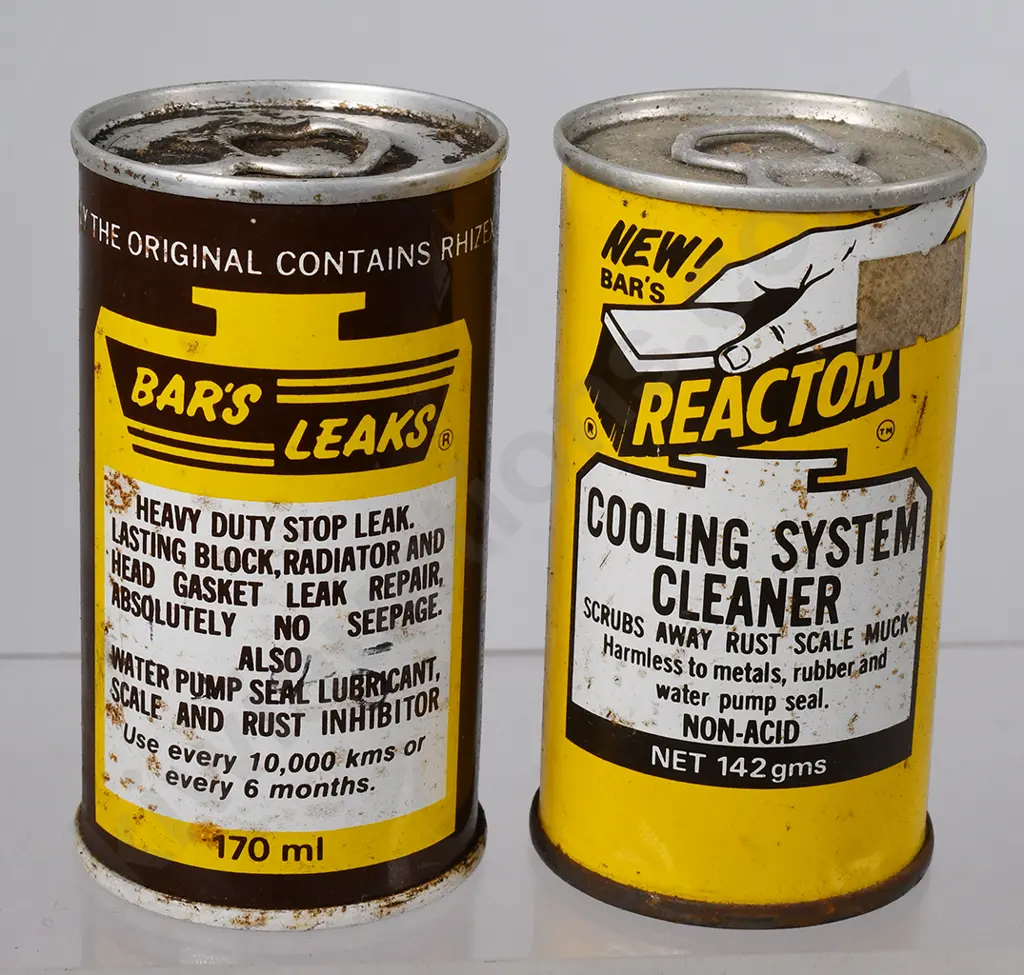 THE ORIGINAL CONTAINS
BAR'S
LEAKS ®
HEAVY DUTY STOP LEAK.
LASTING BLOCK, RADIATOR AND
HEAD GASKET LEAK REPAIR,
ABSOLUTELY NO SEEPAGE.
ALSO
WATER PUMP SEAL LUBRICANT,
SCALE AND RUST INHIBITOR
Use every 10,000 kms or
every 6 months.
170 ml
NEW!
BAR'S
REACTOR
® TM
COOLING SYSTEM
CLEANER
SCRUBS AWAY RUST SCALE MUCK
Harmless to metals, rubber and
water pump seal.
NON-ACID
NET 142 gms